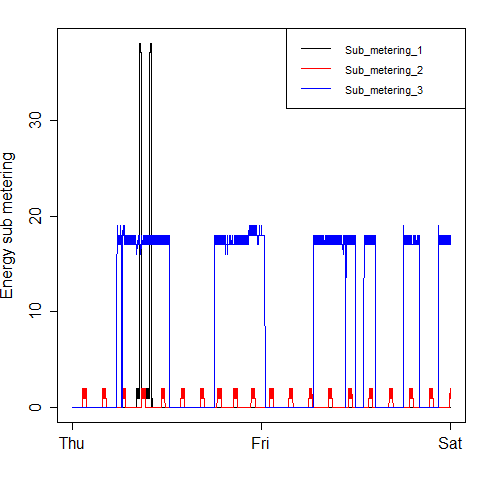 Sub_metering_1
Sub_metering_2
Sub_metering_3
Energy sub metering
30
20
10
0
Thu Fri Sat